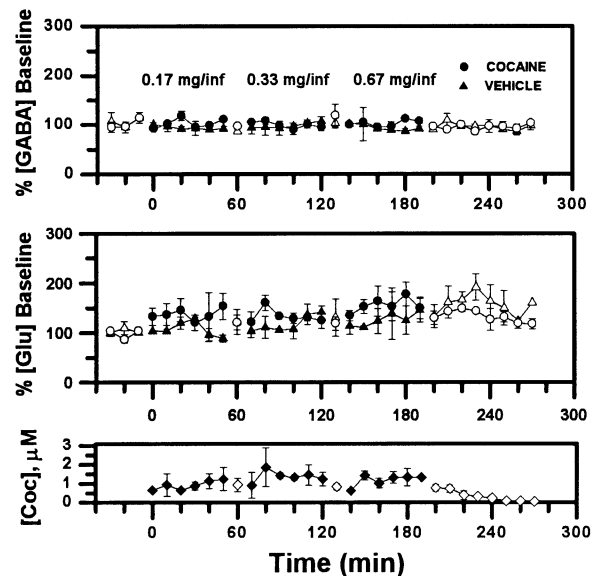 % [GABA] Baseline
300
200
100
0
0.17 mg/inf 0.33 mg/inf 0.67 mg/inf
COCAINE
VEHICLE
0 60 120 180 240 300
% [Glu] Baseline
300
200
100
0
0 60 120 180 240 300
[Coc], μM
3
2
1
0
0 60 120 180 240 300
Time (min)